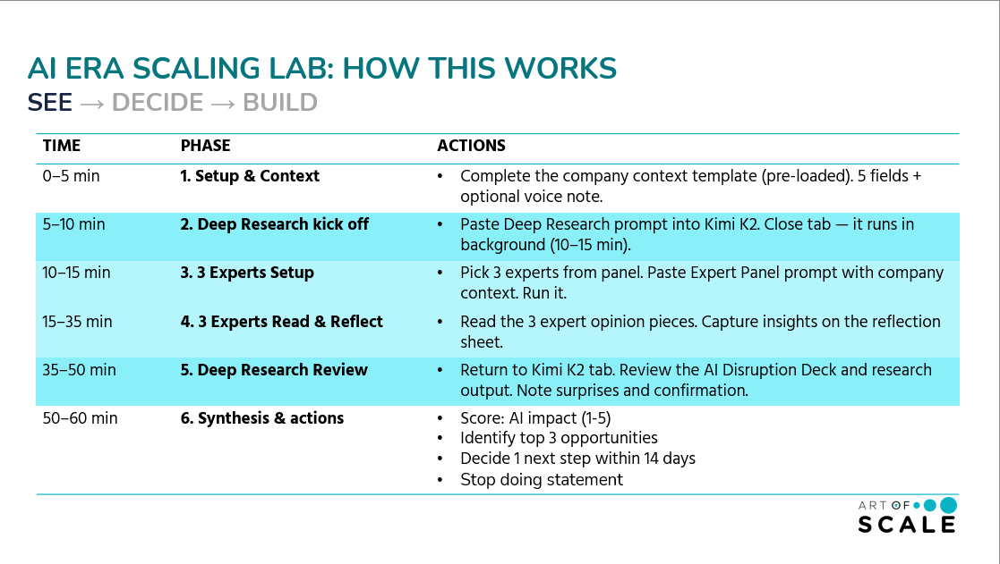 AI ERA SCALING LAB: HOW THIS WORKS
SEE → DECIDE → BUILD
TIME PHASE ACTIONS
0–5 min 1. Setup & Context • Complete the company context template (pre-loaded). 5 fields +
optional voice note.
5–10 min 2. Deep Research kick off • Paste Deep Research prompt into Kimi K2. Close tab — it runs in
background (10–15 min).
10–15 min 3. 3 Experts Setup • Pick 3 experts from panel. Paste Expert Panel prompt with company
context. Run it.
15–35 min 4. 3 Experts Read & Reflect • Read the 3 expert opinion pieces. Capture insights on the reflection
sheet.
35–50 min 5. Deep Research Review • Return to Kimi K2 tab. Review the AI Disruption Deck and research
output. Note surprises and confirmation.
50–60 min 6. Synthesis & actions • Score: AI impact (1-5)
• Identify top 3 opportunities
• Decide 1 next step within 14 days
• Stop doing statement
ART OF
SCALE